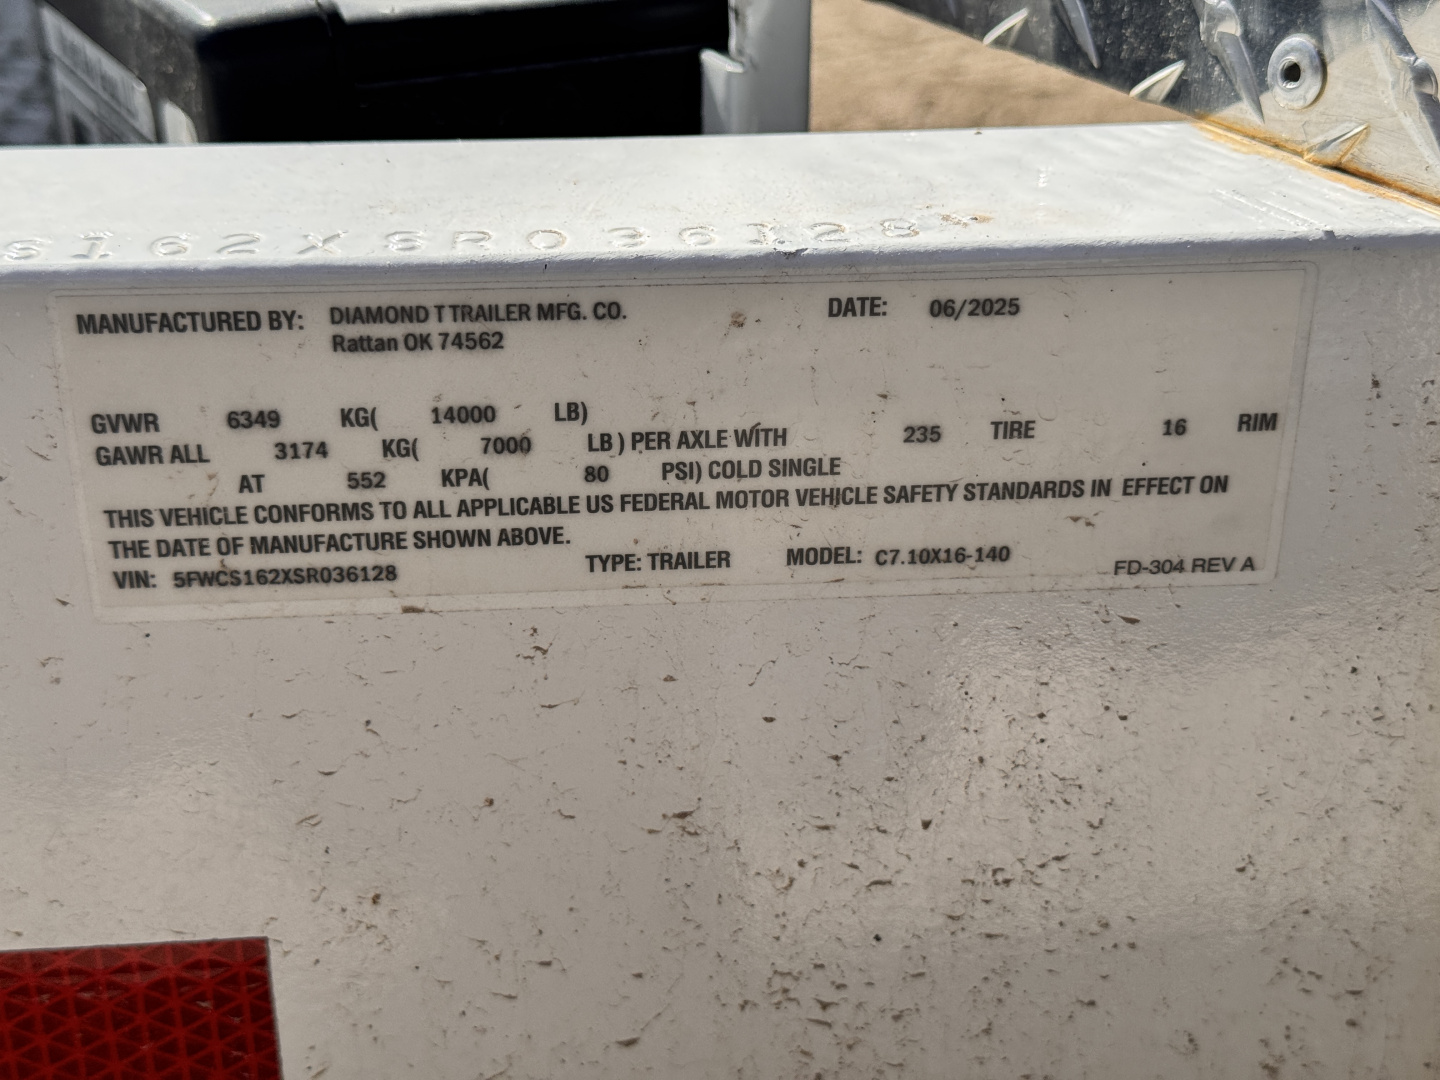 S162XSR036128
MANUFACTURED BY: DIAMOND T TRAILER MFG. CO. DATE: 06/2025
Rattan OK 74562
GVWR 6349 KG( 14000 LB)
GAWR ALL 3174 KG( 7000 LB ) PER AXLE WITH 235 TIRE 16 RIM
AT 552 KPA( 80 PSI) COLD SINGLE
THIS VEHICLE CONFORMS TO ALL APPLICABLE US FEDERAL MOTOR VEHICLE SAFETY STANDARDS IN EFFECT ON
THE DATE OF MANUFACTURE SHOWN ABOVE.
VIN: 5FWCS162XSR036128 TYPE: TRAILER MODEL: C7.10X16-140 FD-304 REV A